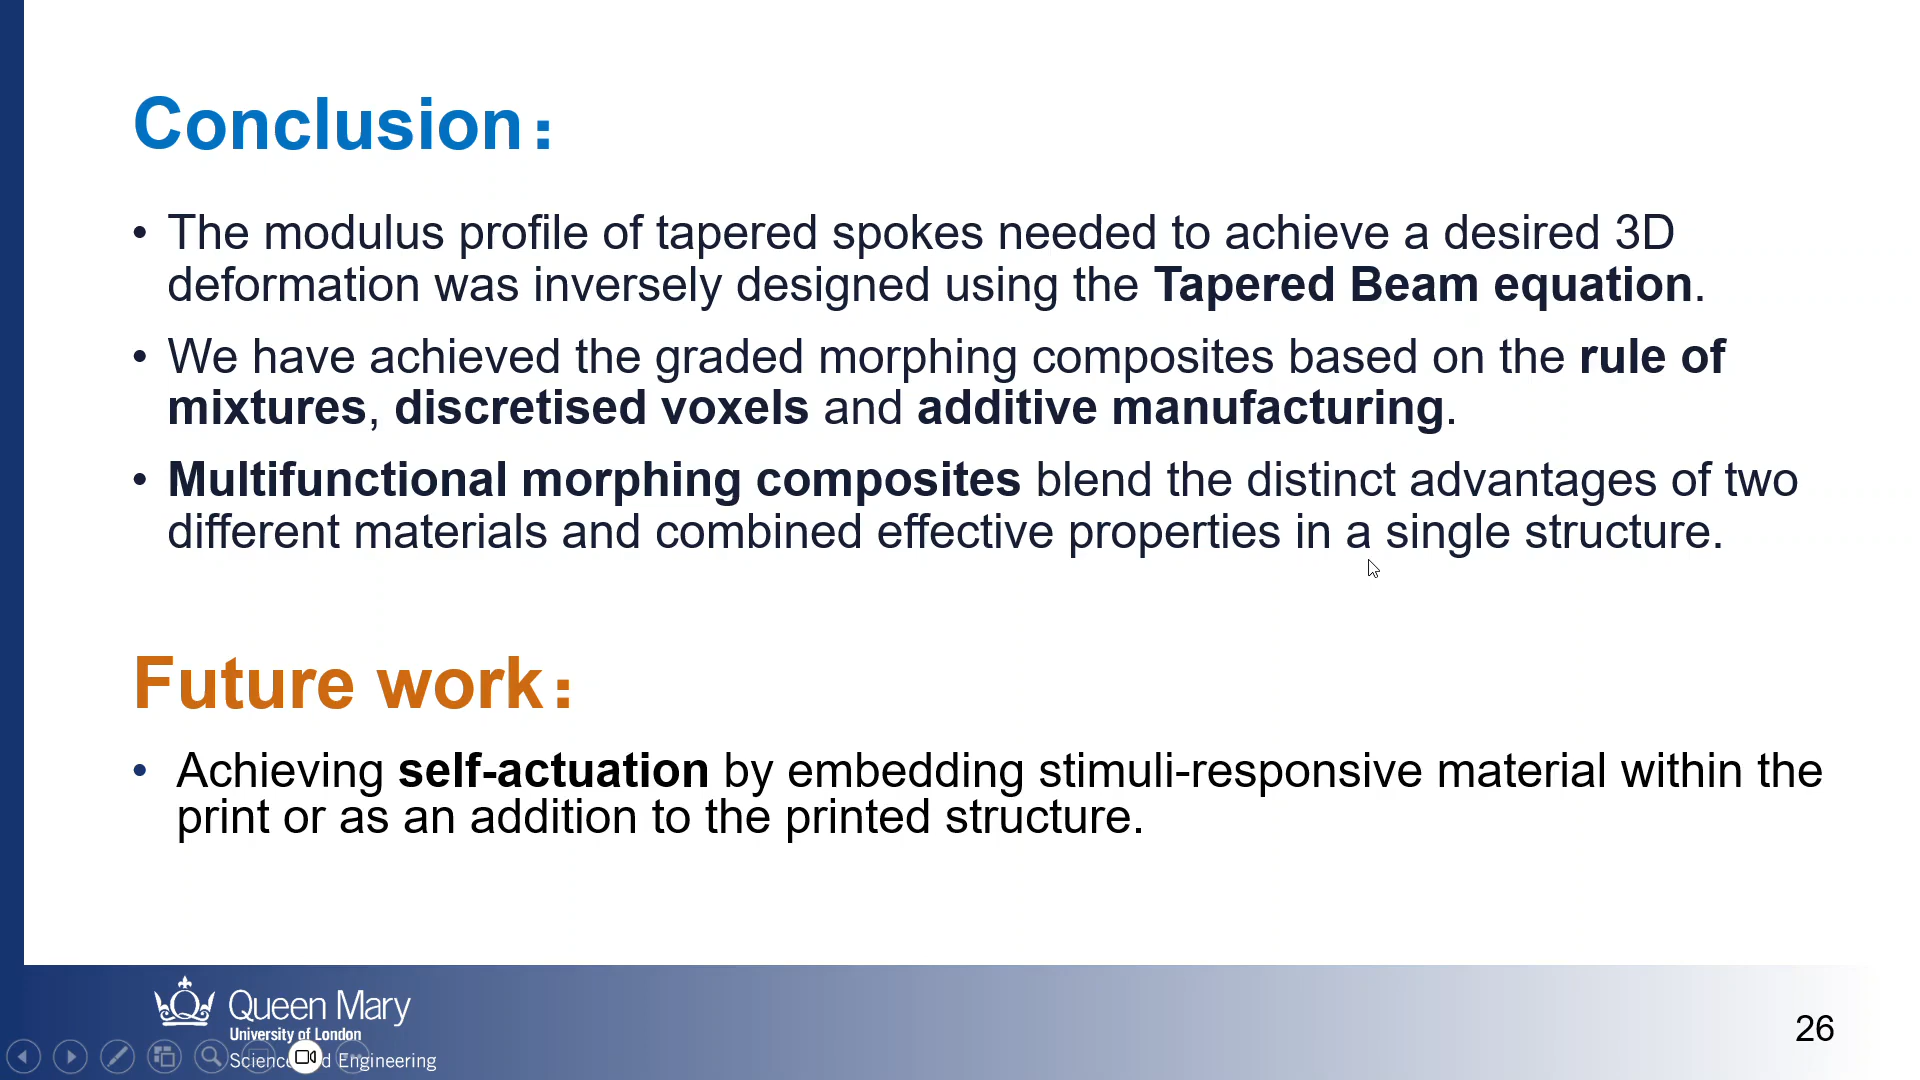 Conclusion：
• The modulus profile of tapered spokes needed to achieve a desired 3D
deformation was inversely designed using the Tapered Beam equation.
• We have achieved the graded morphing composites based on the rule of
mixtures, discretised voxels and additive manufacturing.
• Multifunctional morphing composites blend the distinct advantages of two
different materials and combined effective properties in a single structure.
Future work：
• Achieving self-actuation by embedding stimuli-responsive material within the
print or as an addition to the printed structure.
Queen Mary
University of London
Engineering
26